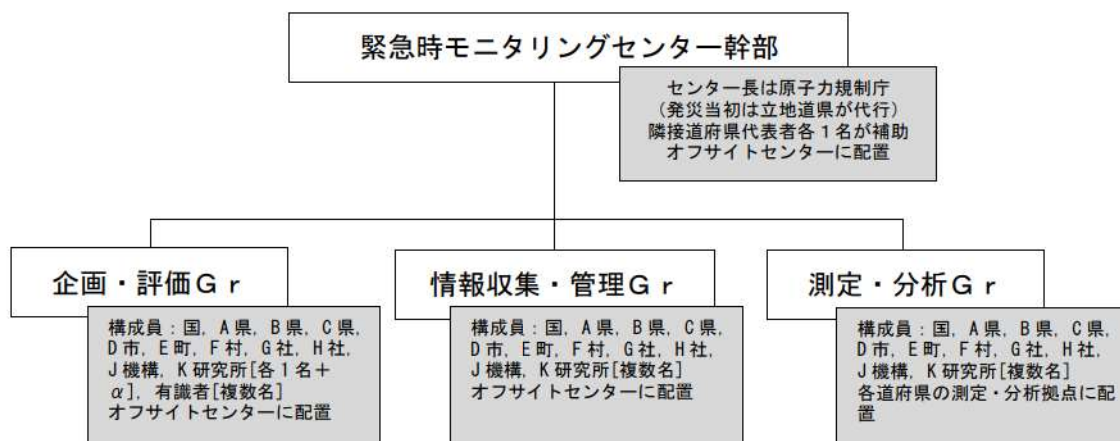 緊急時モニタリングセンター幹部
センター長は原子力規制庁
(発災当初は立地道県が代行)
隣接道府県代表者各1名が補助
オフサイトセンターに配置
企画・評価Gr
構成員:国,A県,B県,C県,
D市,E町,F村,G社,H社,
J機構,K研究所[各1名+
α],有識者[複数名]
オフサイトセンターに配置
情報収集・管理Gr
構成員:国,A県,B県,C県,
D市,E町,F村,G社,H社,
J機構,K研究所[複数名]
オフサイトセンターに配置
測定・分析Gr
構成員:国,A県,B県,C県,
D市,E町,F村,G社,H社,
J機構,K研究所[複数名]
各道府県の測定・分析拠点に配
置